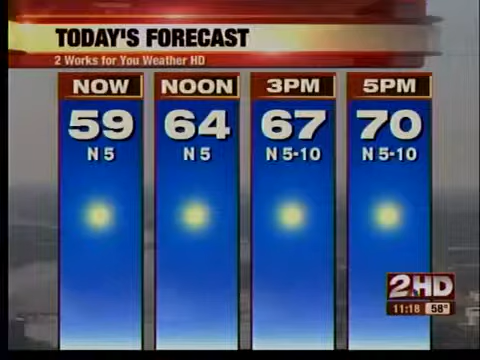 TODAY'S FORECAST
2 Works for You Weather HD
NOW NOON 3PM 5PM
59 64 67 70
N 5 N 5 N 5-10 N 5-10
2HD
11:18 58°